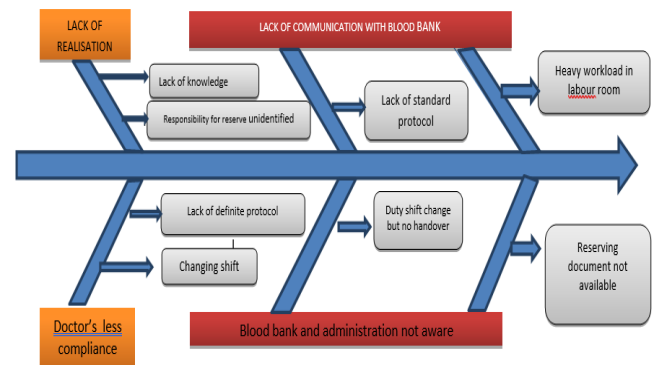 LACK OF
REALISATION
LACK OF COMMUNICATION WITH BLOOD BANK
Lack of knowledge
Responsibility for reserve unidentified
Lack of standard
protocol
Heavy workload in
labour room
Lack of definite protocol
Changing shift
Duty shift change
but no handover
Reserving
document not
available
Doctor's less
compliance
Blood bank and administration not aware